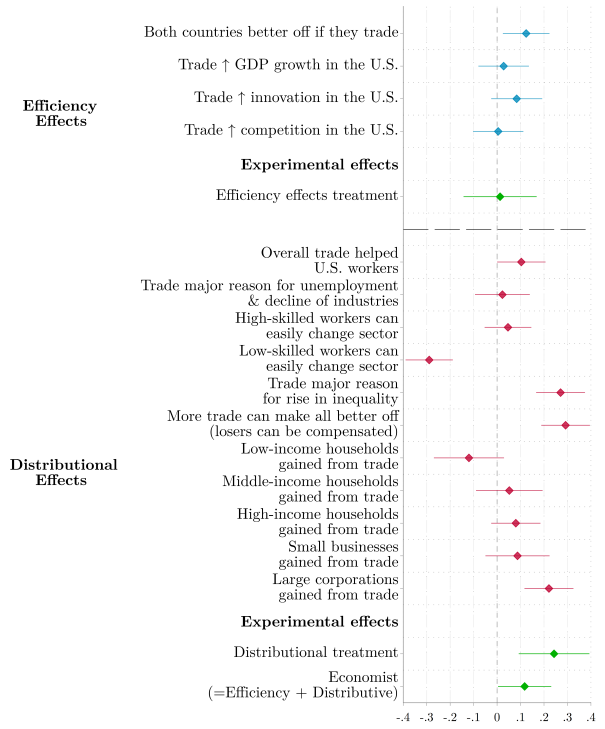 Both countries better off if they trade
Trade ↑ GDP growth in the U.S.
Trade ↑ innovation in the U.S.
Efficiency
Effects
Trade ↑ competition in the U.S.
Experimental effects
Efficiency effects treatment
Overall trade helped
U.S. workers
Trade major reason for unemployment
& decline of industries
High-skilled workers can
easily change sector
Low-skilled workers can
easily change sector
Trade major reason
for rise in inequality
More trade can make all better off
(losers can be compensated)
Low-income households
gained from trade
Distributional
Effects
Middle-income households
gained from trade
High-income households
gained from trade
Small businesses
gained from trade
Large corporations
gained from trade
Experimental effects
Distributional treatment
Economist
(=Efficiency + Distributive)
-.4 -.3 -.2 -.1 0 .1 .2 .3 .4